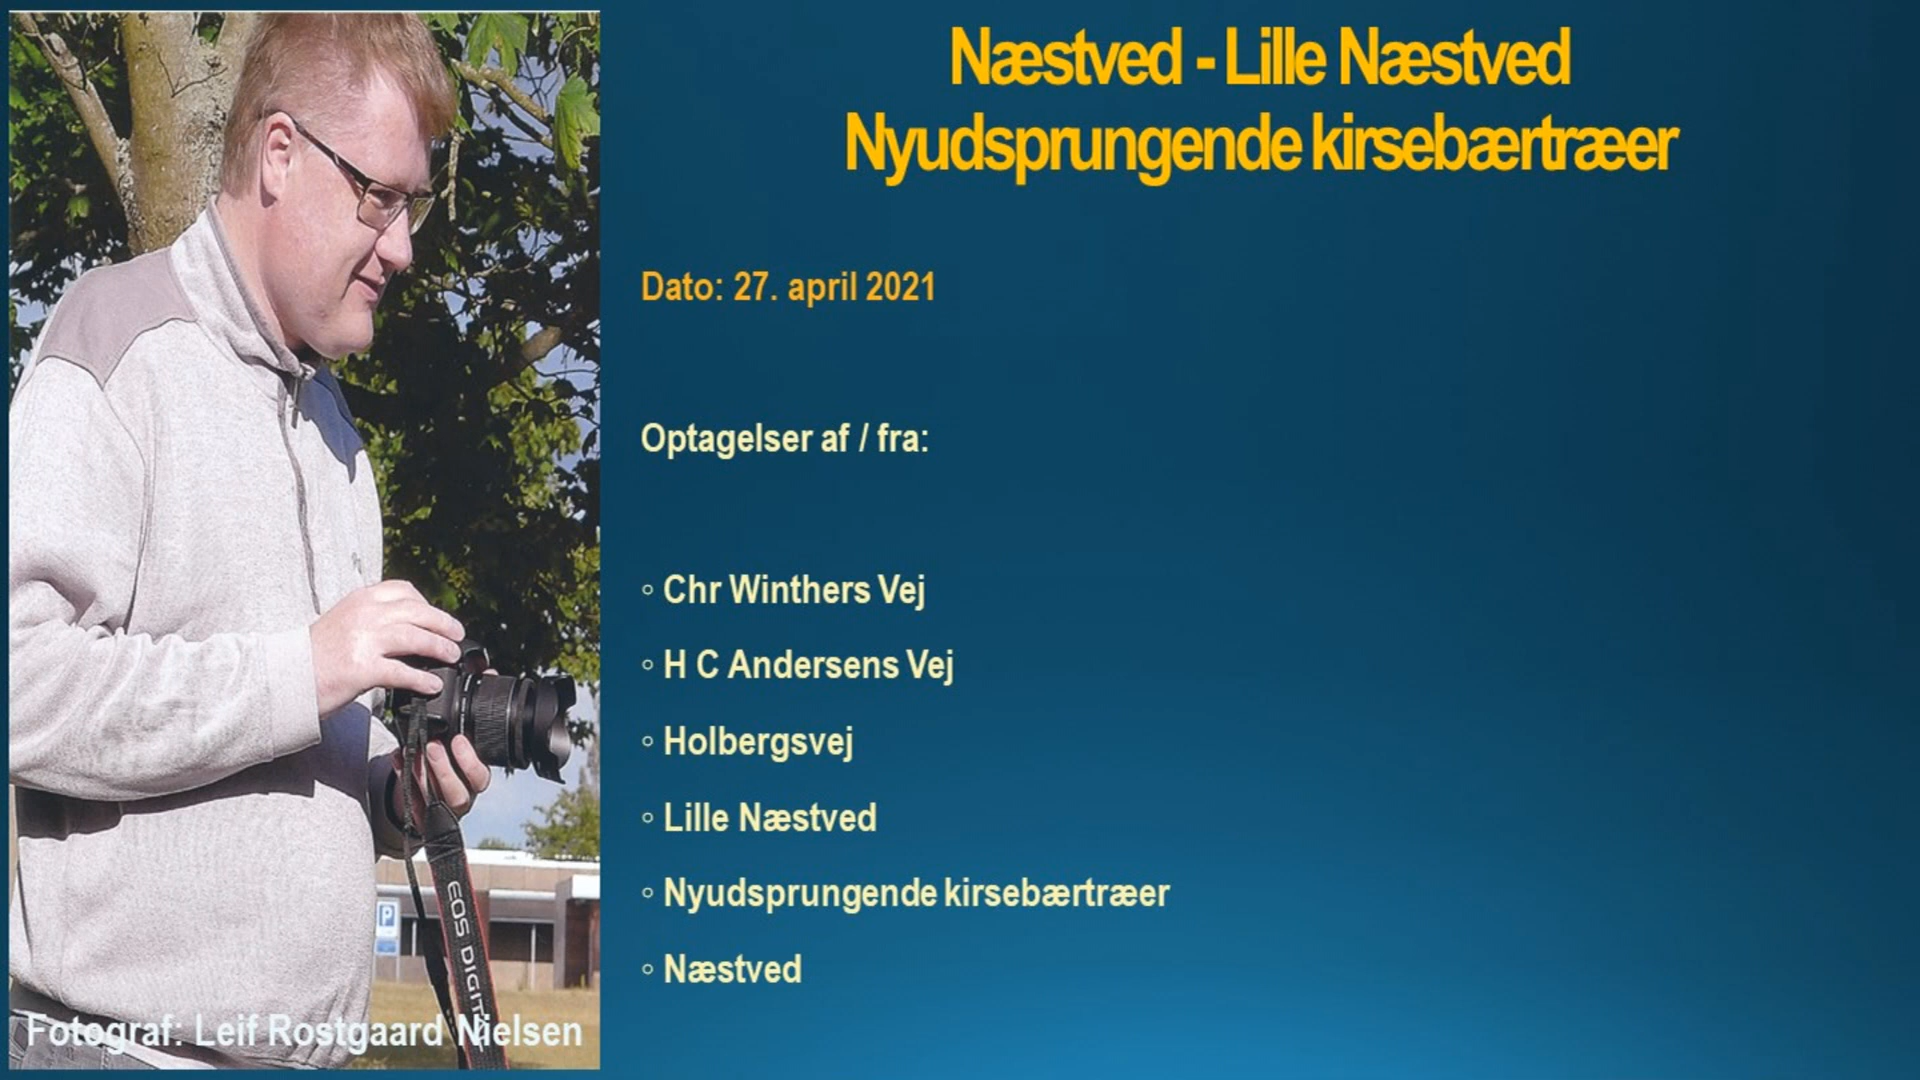 Næstved - Lille Næstved
Nyudsprungende kirsebærtræer
Dato: 27. april 2021
Optagelser af / fra:
◦ Chr Winthers Vej
◦ H C Andersens Vej
◦ Holbergsvej
◦ Lille Næstved
◦ Nyudsprungende kirsebærtræer
◦ Næstved
P
EOS DIGIT
Fotograf: Leif Rostgaard Nielsen